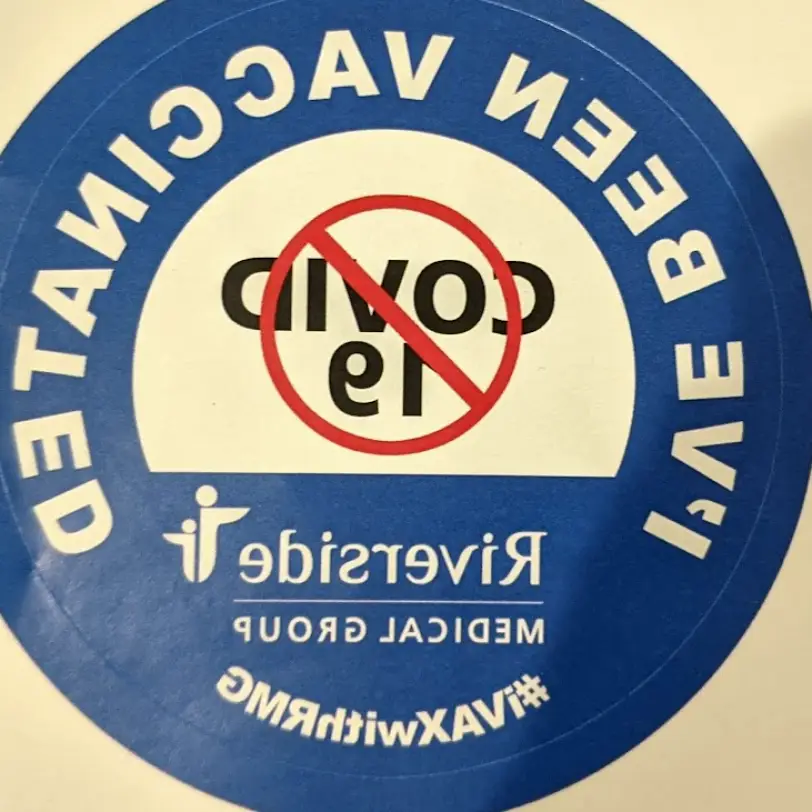 I'VE BEEN VACCINATED
COVID
19
Riverside
MEDICAL GROUP
#iVAXwithRMG